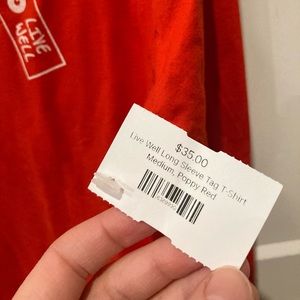 LIVE
WELL
$35.00
Live Well Long Sleeve Tag T-Shirt
Medium, Poppy Red